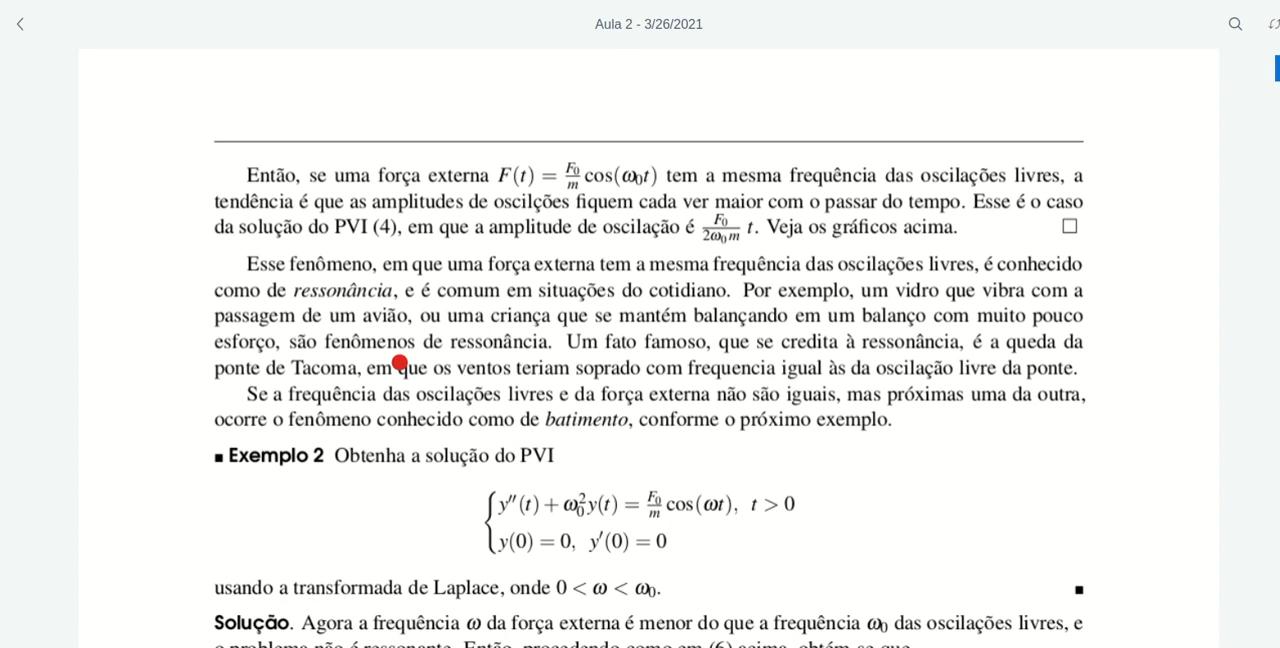 Aula 2 - 3/26/2021
Então, se uma força externa F(t) = F₀/m cos(ω₀t) tem a mesma frequência das oscilações livres, a
tendência é que as amplitudes de oscilções fiquem cada ver maior com o passar do tempo. Esse é o caso
da solução do PVI (4), em que a amplitude de oscilação é F₀/2ω₀m t. Veja os gráficos acima. □
Esse fenômeno, em que uma força externa tem a mesma frequência das oscilações livres, é conhecido
como de ressonância, e é comum em situações do cotidiano. Por exemplo, um vidro que vibra com a
passagem de um avião, ou uma criança que se mantém balançando em um balanço com muito pouco
esforço, são fenômenos de ressonância. Um fato famoso, que se credita à ressonância, é a queda da
ponte de Tacoma, em que os ventos teriam soprado com frequencia igual às da oscilação livre da ponte.
Se a frequência das oscilações livres e da força externa não são iguais, mas próximas uma da outra,
ocorre o fenômeno conhecido como de batimento, conforme o próximo exemplo.
■ Exemplo 2 Obtenha a solução do PVI
y″(t) + ω₀²y(t) = F₀/m cos(ωt), t > 0
y(0) = 0, y′(0) = 0
usando a transformada de Laplace, onde 0 < ω < ω₀. ■
Solução. Agora a frequência ω da força externa é menor do que a frequência ω₀ das oscilações livres, e